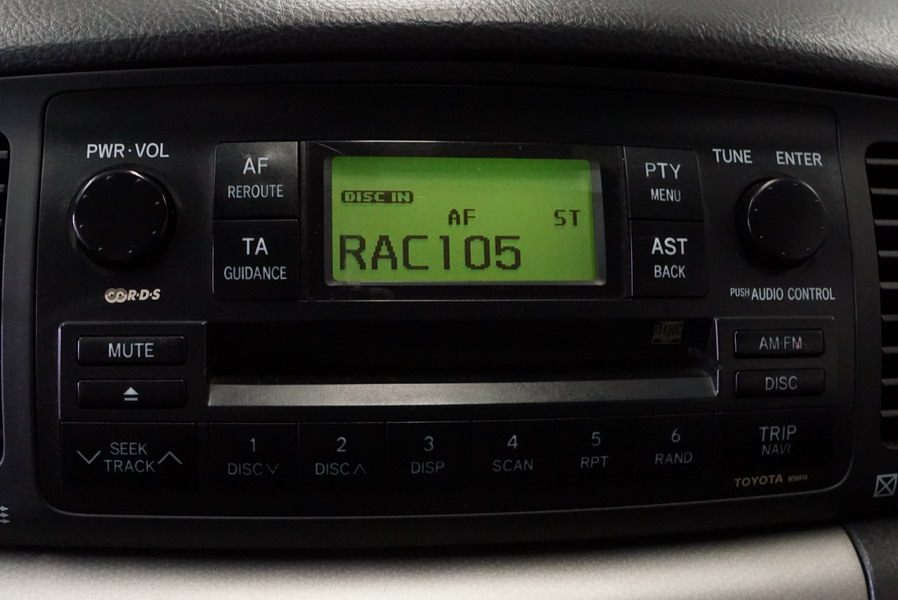 PWR·VOL
AF
REROUTE
TA
GUIDANCE
DISC IN
AF ST
RAC105
PTY
MENU
AST
BACK
TUNE ENTER
PUSH AUDIO CONTROL
R·D·S
MUTE
SEEK
TRACK
1
DISC
2
DISC
3
DISP
4
SCAN
5
RPT
6
RAND
AM·FM
DISC
TRIP
NAVI
TOYOTA